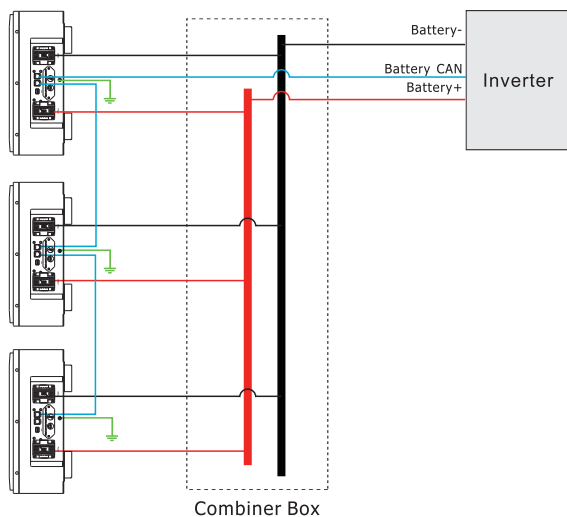 Battery-
Battery CAN
Battery+
Inverter
Combiner Box